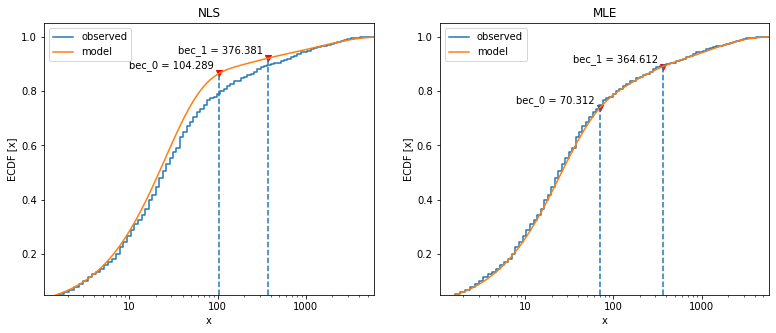 NLS
observed
model
bec_1 = 376.381
bec_0 = 104.289
ECDF [x]
1.0
0.8
0.6
0.4
0.2
10
100
1000
x
MLE
observed
model
bec_1 = 364.612
bec_0 = 70.312
ECDF [x]
1.0
0.8
0.6
0.4
0.2
10
100
1000
x